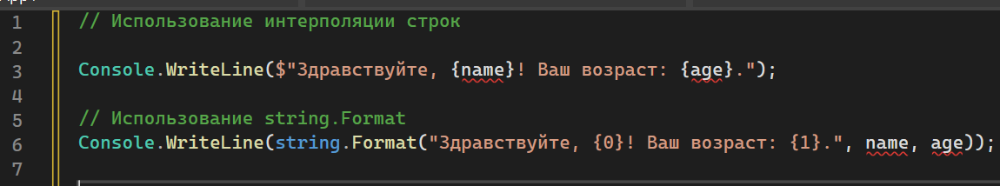 1 // Использование интерполяции строк
2
3 Console.WriteLine($"Здравствуйте, {name}! Ваш возраст: {age}.");
4
5 // Использование string.Format
6 Console.WriteLine(string.Format("Здравствуйте, {0}! Ваш возраст: {1}.", name, age));
7